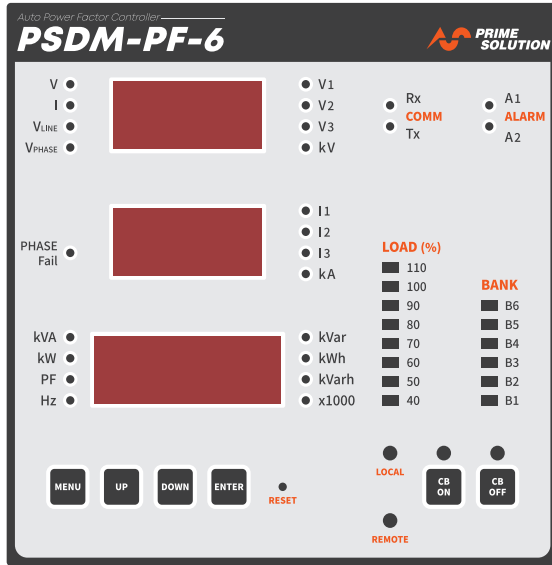 Auto Power Factor Controller
PSDM-PF-6
PRIME
SOLUTION
V
I
VLINE
VPHASE
V1
V2
V3
kV
Rx
COMM
Tx
A1
ALARM
A2
PHASE
Fail
I1
I2
I3
kA
LOAD (%)
110
100
90
80
70
60
50
40
BANK
B6
B5
B4
B3
B2
B1
kVA
kW
PF
Hz
kVar
kWh
kVarh
x1000
MENU
UP
DOWN
ENTER
RESET
LOCAL
REMOTE
CB
ON
CB
OFF